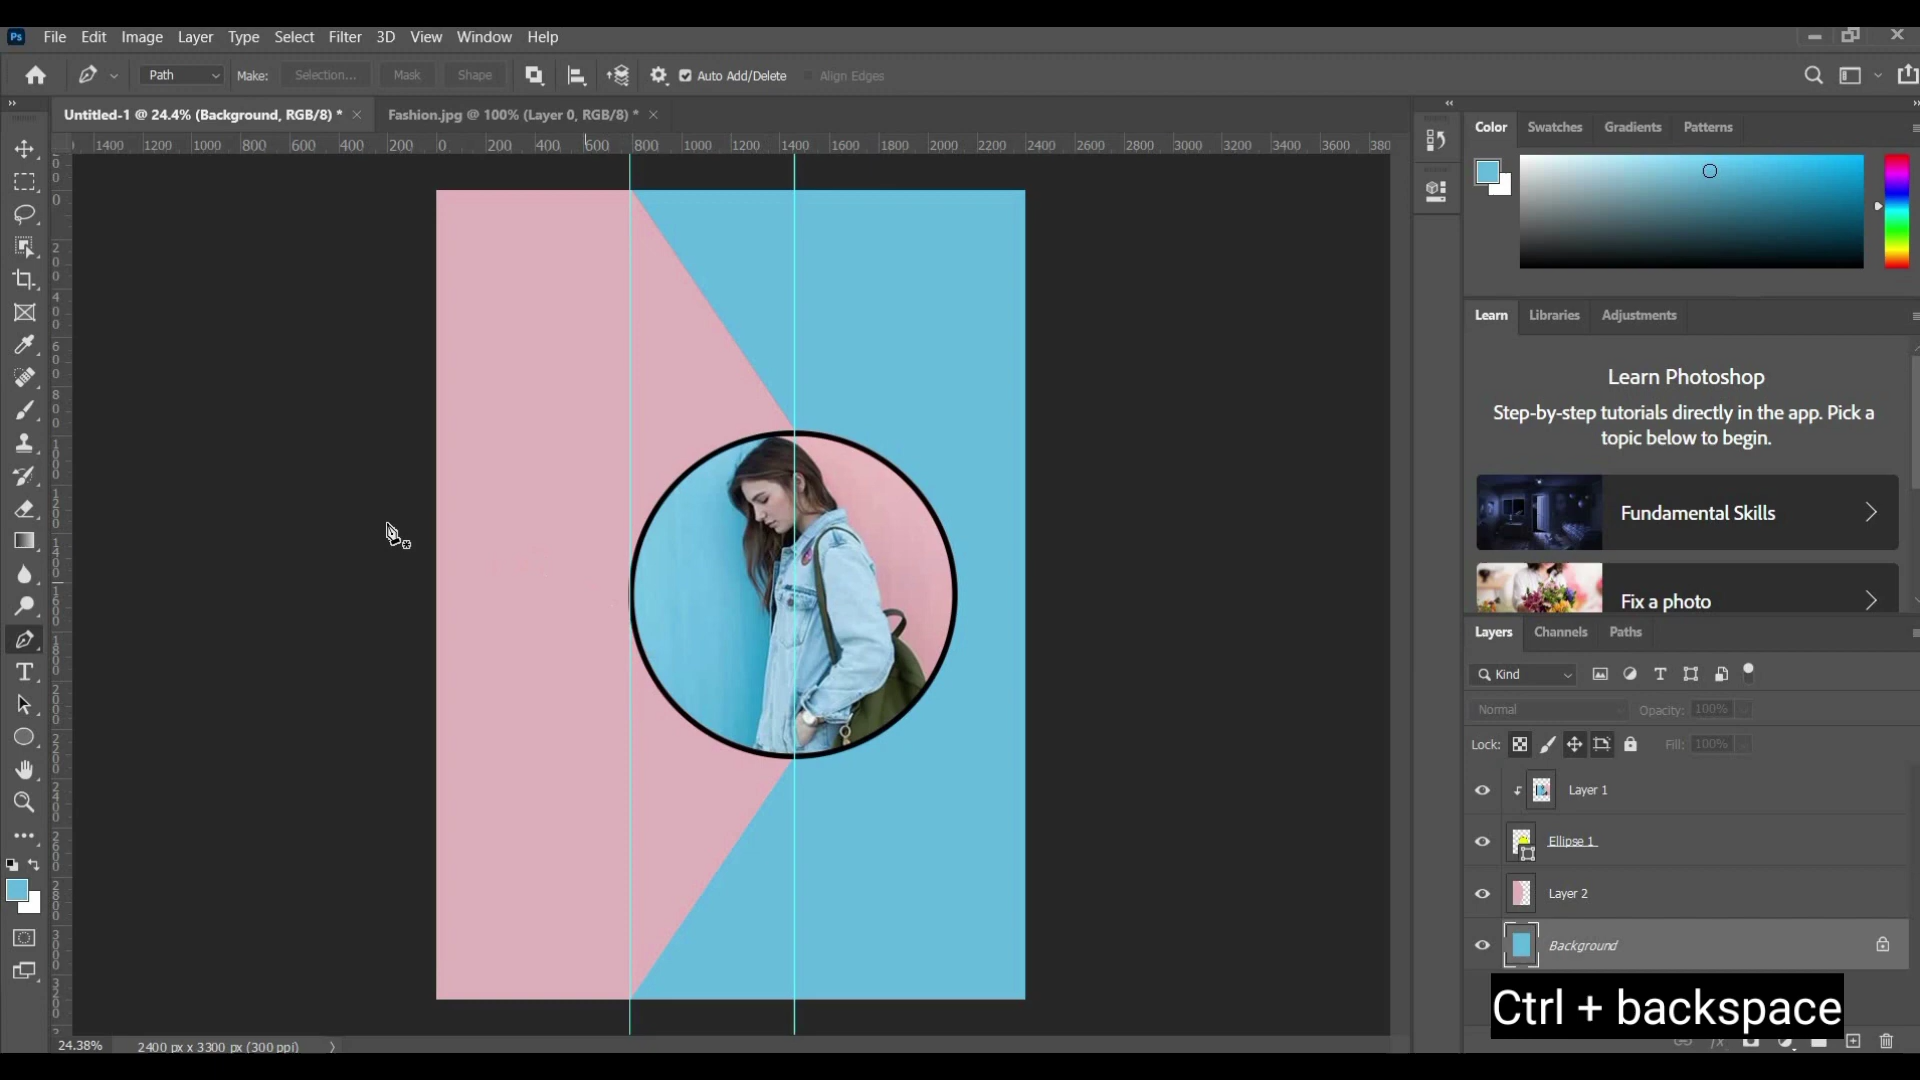 Ps File Edit Image Layer Type Select Filter 3D View Window Help
Path Make: Selection... Mask Shape Auto Add/Delete Align Edges
Untitled-1 @ 24.4% (Background, RGB/8) * Fashion.jpg @ 100% (Layer 0, RGB/8) *
1400 1200 1000 800 600 400 200 0 200 400 600 800 1000 1200 1400 1600 1800 2000 2200 2400 2600 2800 3000 3200 3400 3600 380
Color Swatches Gradients Patterns
Learn Libraries Adjustments
Learn Photoshop
Step-by-step tutorials directly in the app. Pick a
topic below to begin.
Fundamental Skills
Fix a photo
Layers Channels Paths
Kind
Normal Opacity: 100%
Lock: Fill: 100%
Layer 1
Ellipse 1
Layer 2
Background
Ctrl + backspace
24.38% 2400 px x 3300 px (300 ppi)